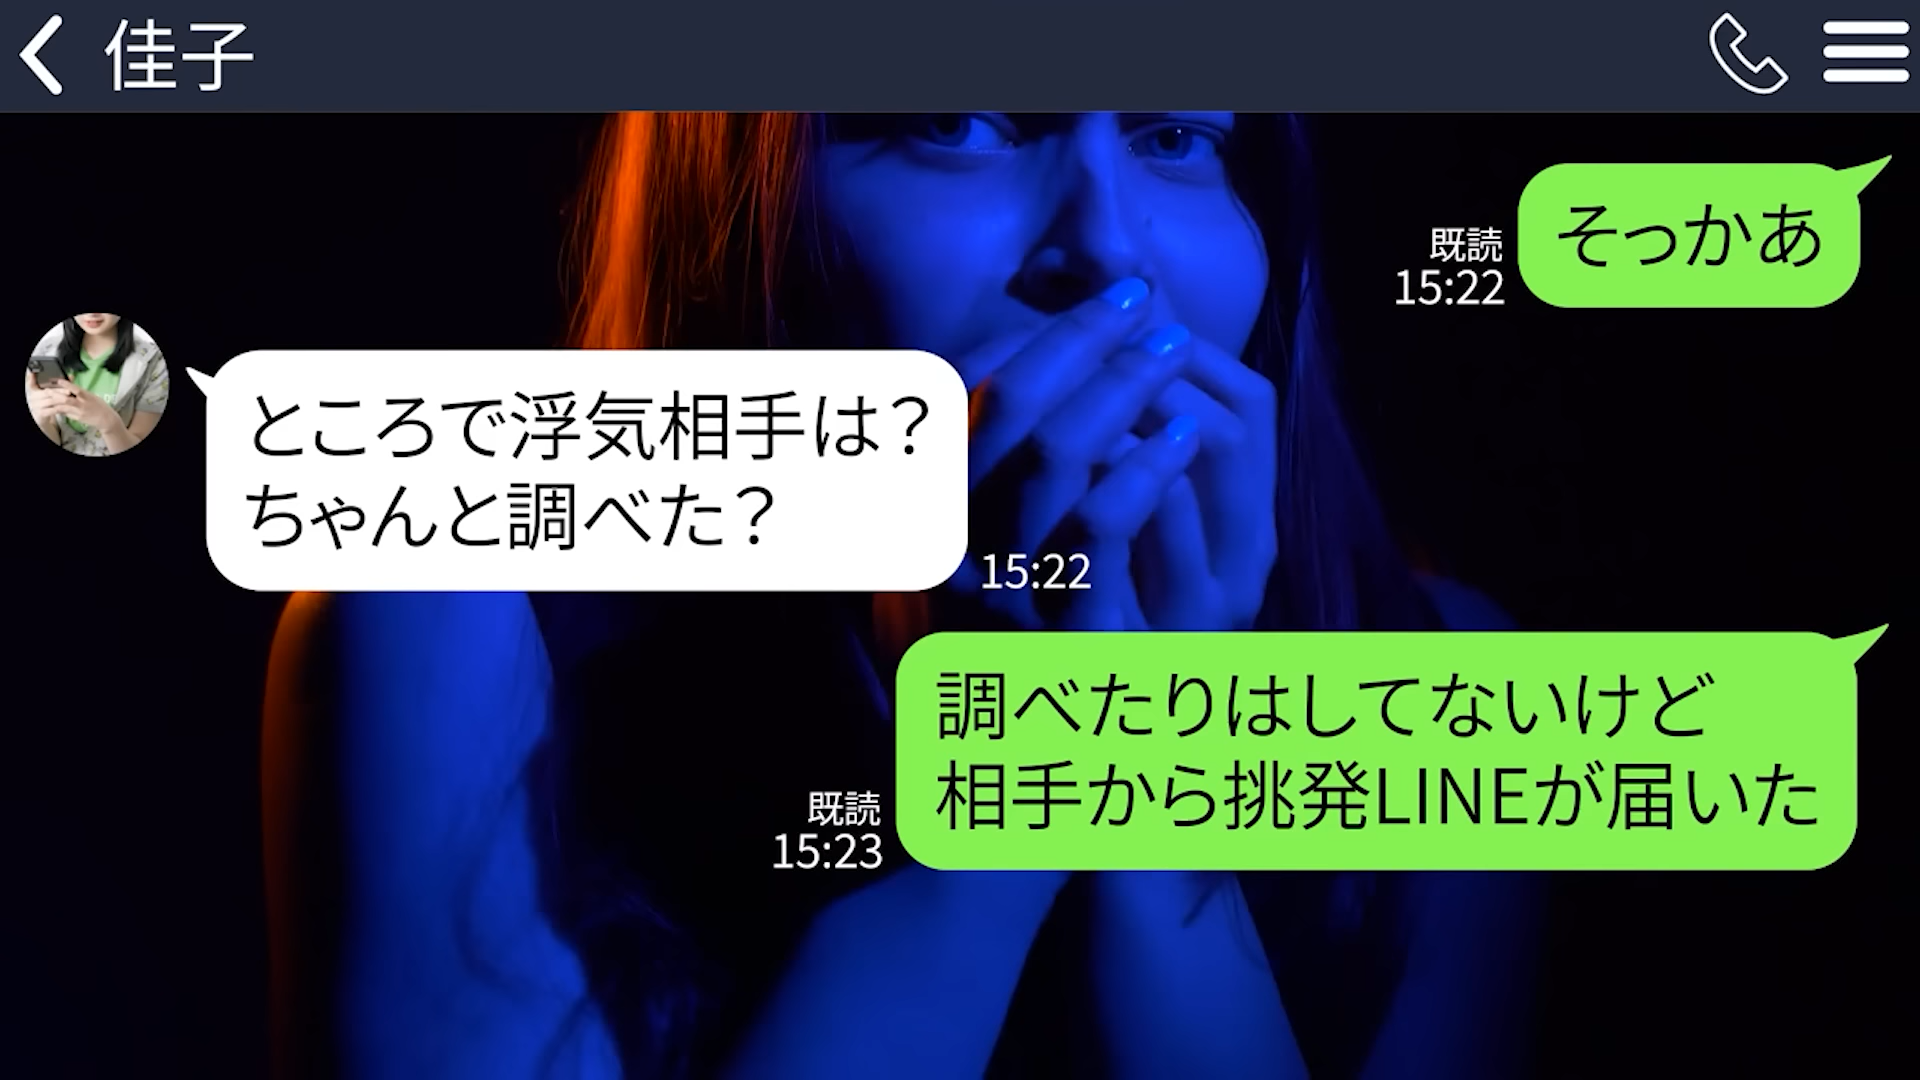 佳子
そっかあ
既読
15:22
ところで浮気相手は？
ちゃんと調べた？
15:22
調べたりはしてないけど
相手から挑発LINEが届いた
既読
15:23